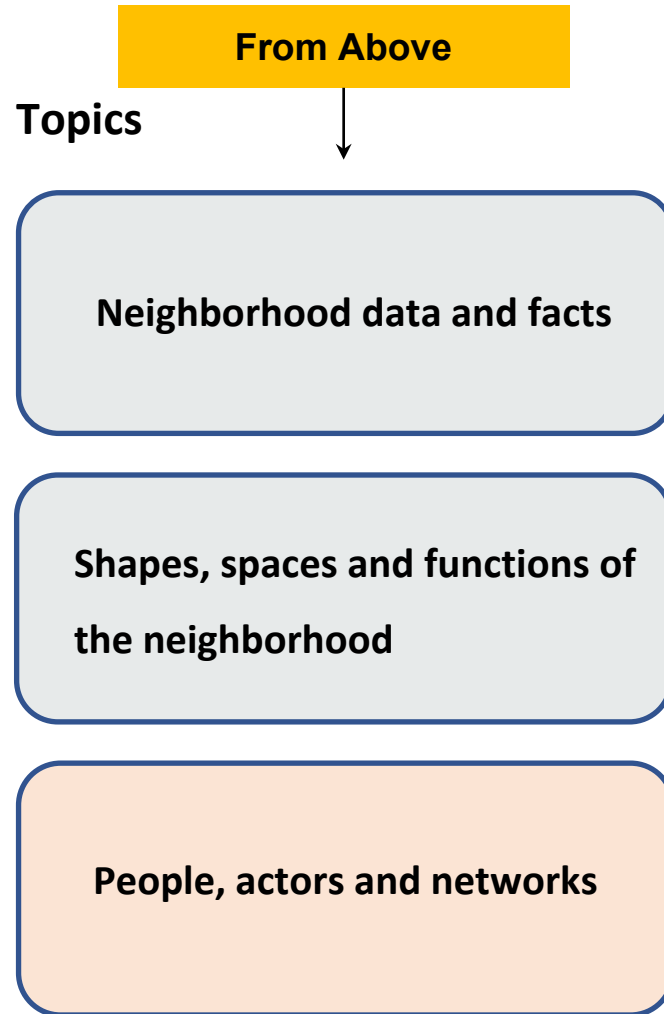 From Above
Topics
Neighborhood data and facts
Shapes, spaces and functions of
the neighborhood
People, actors and networks